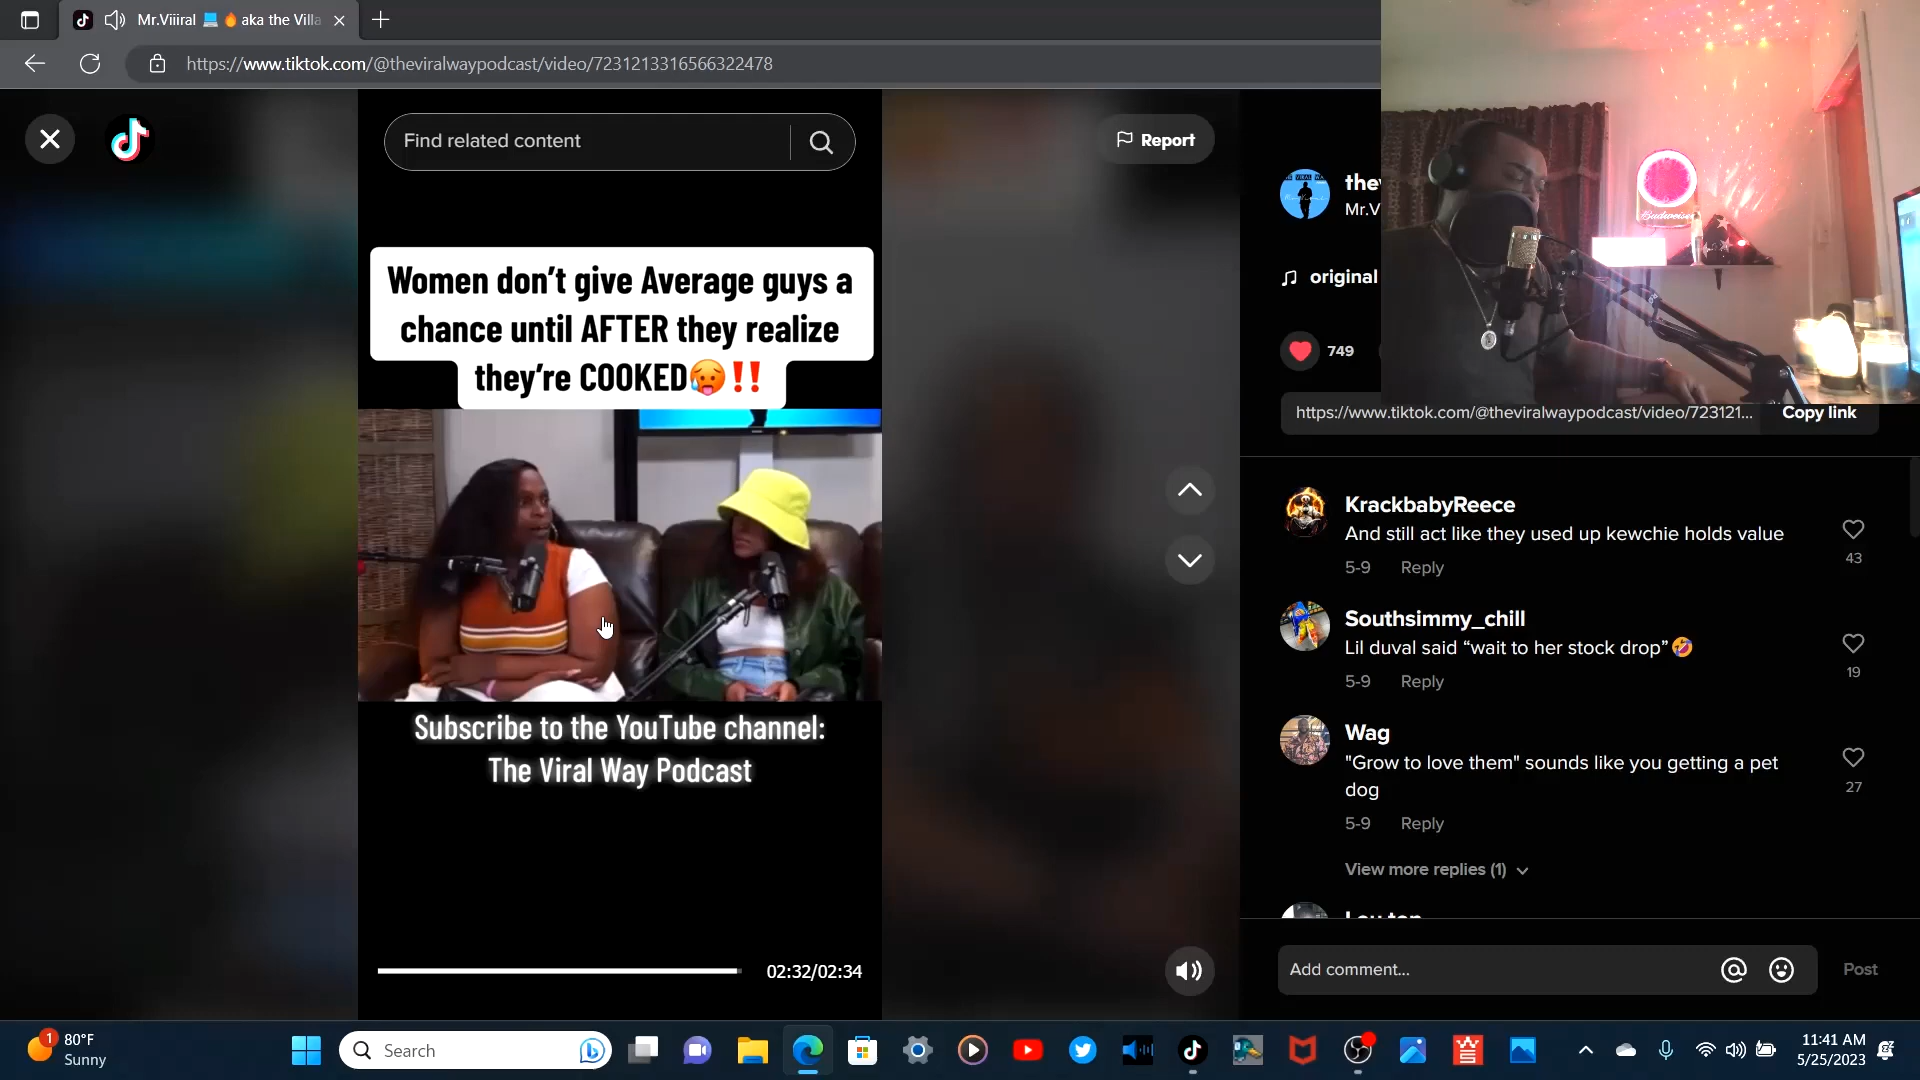 Mr.Viiiral 💻🔥 aka the Villa
https://www.tiktok.com/@theviralwaypodcast/video/7231213316566322478
Find related content
Report
Women don't give Average guys a
chance until AFTER they realize
they're COOKED🥵‼️
Subscribe to the YouTube channel:
The Viral Way Podcast
02:32/02:34
Mr.V
original
749
https://www.tiktok.com/@theviralwaypodcast/video/723121...
Copy link
Budweiser
KrackbabyReece
And still act like they used up kewchie holds value
43
5-9 Reply
Southsimmy_chill
Lil duval said “wait to her stock drop”🤣
19
5-9 Reply
Wag
"Grow to love them" sounds like you getting a pet
dog
27
5-9 Reply
View more replies (1)
Add comment...
Post
1
80°F
Sunny
Search
11:41 AM
5/25/2023